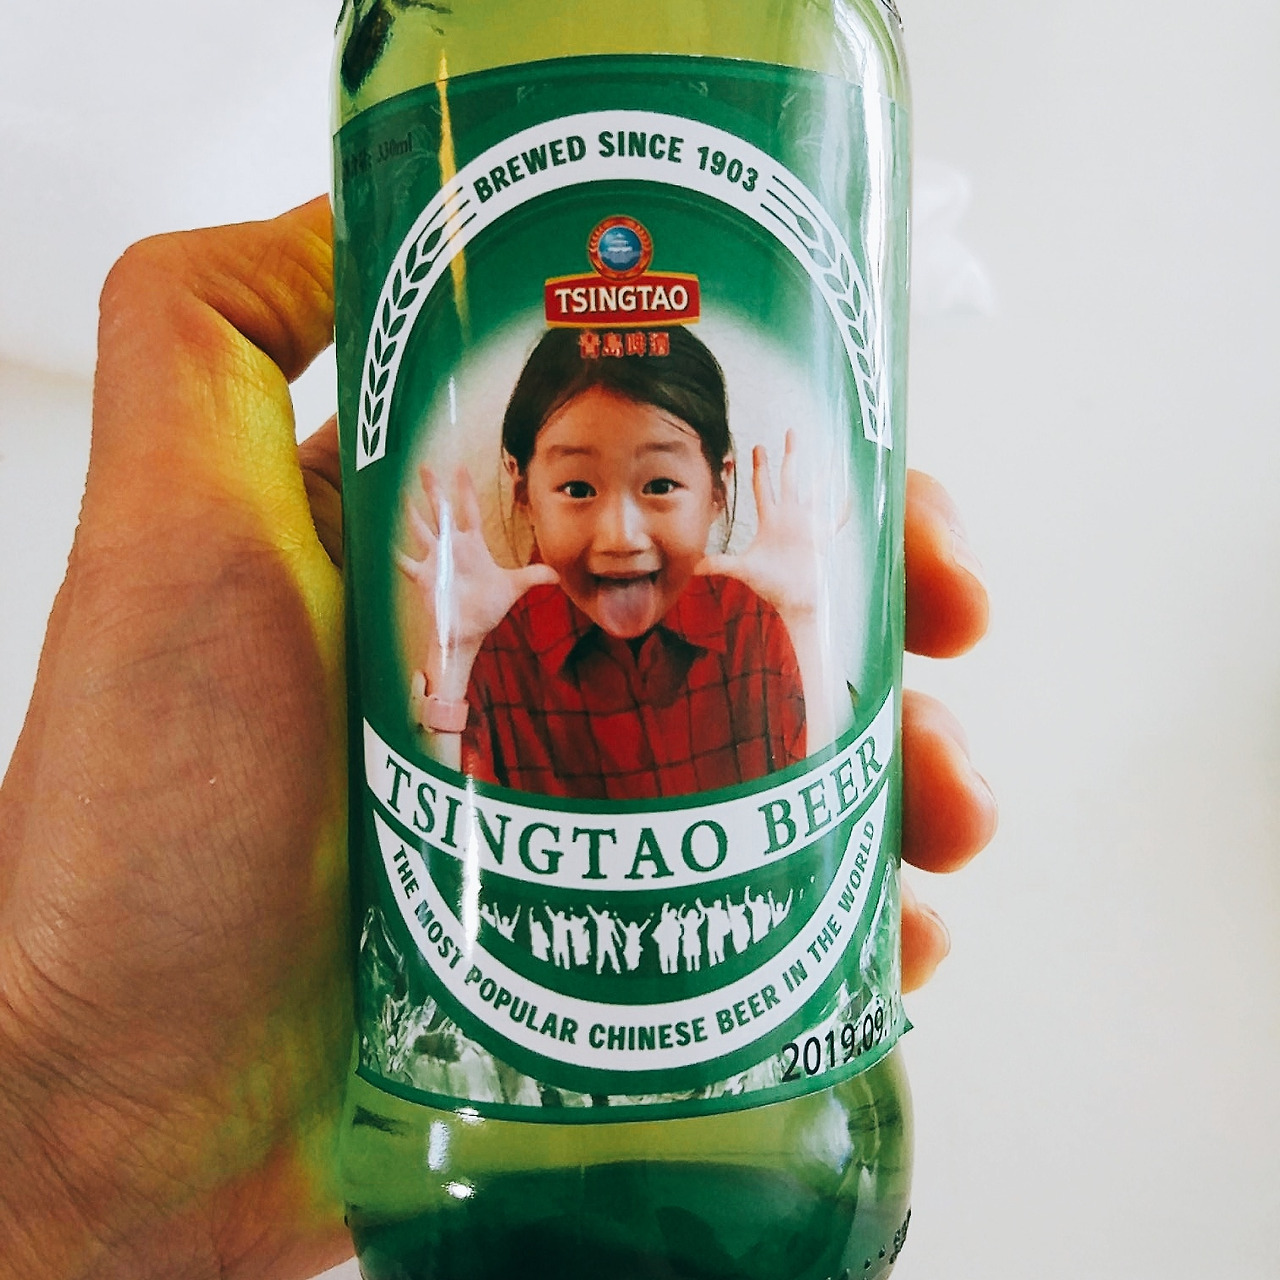 330ml
BREWED SINCE 1903
TSINGTAO
青島啤酒
TSINGTAO BEER
THE MOST POPULAR CHINESE BEER IN THE WORLD
2019.09.